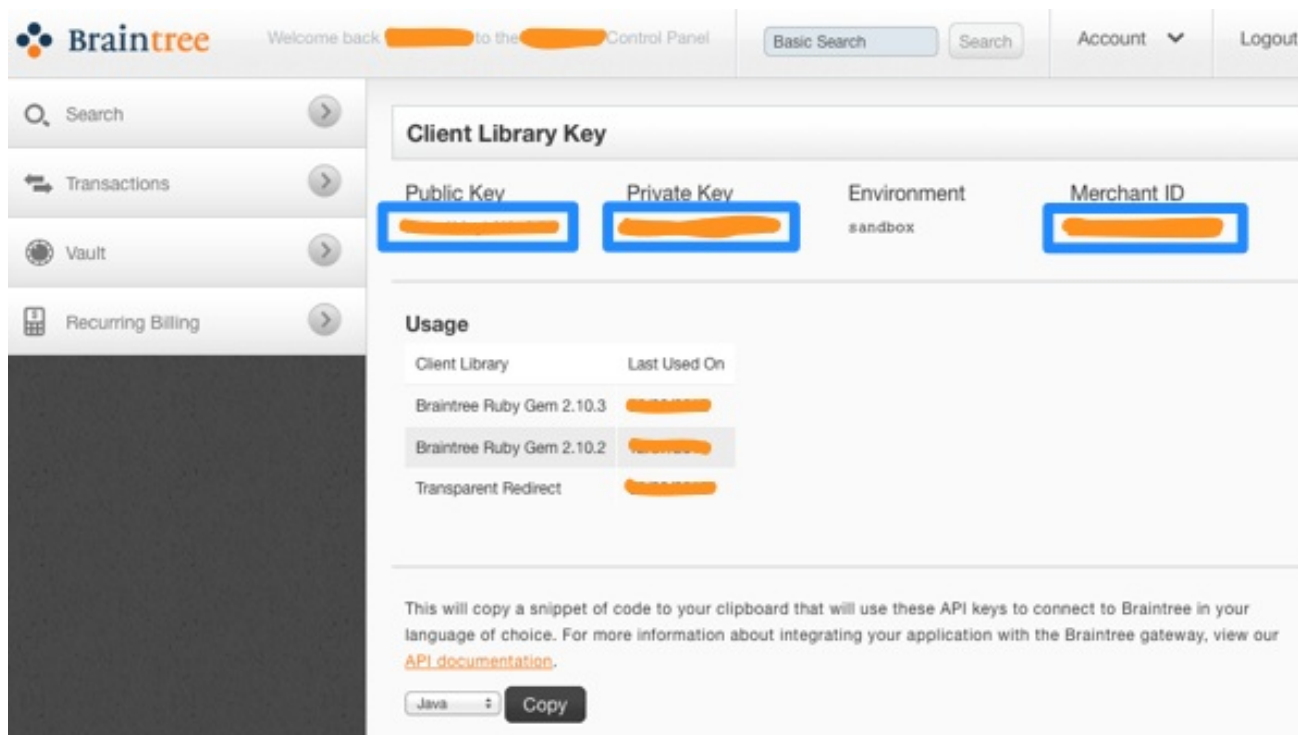 Braintree
Welcome back to the Control Panel
Basic Search
Search
Account
Logout
Search
Transactions
Vault
Recurring Billing
Client Library Key
Public Key Private Key Environment Merchant ID
sandbox
Usage
Client Library Last Used On
Braintree Ruby Gem 2.10.3
Braintree Ruby Gem 2.10.2
Transparent Redirect
This will copy a snippet of code to your clipboard that will use these API keys to connect to Braintree in your
language of choice. For more information about integrating your application with the Braintree gateway, view our
API documentation.
Java Copy